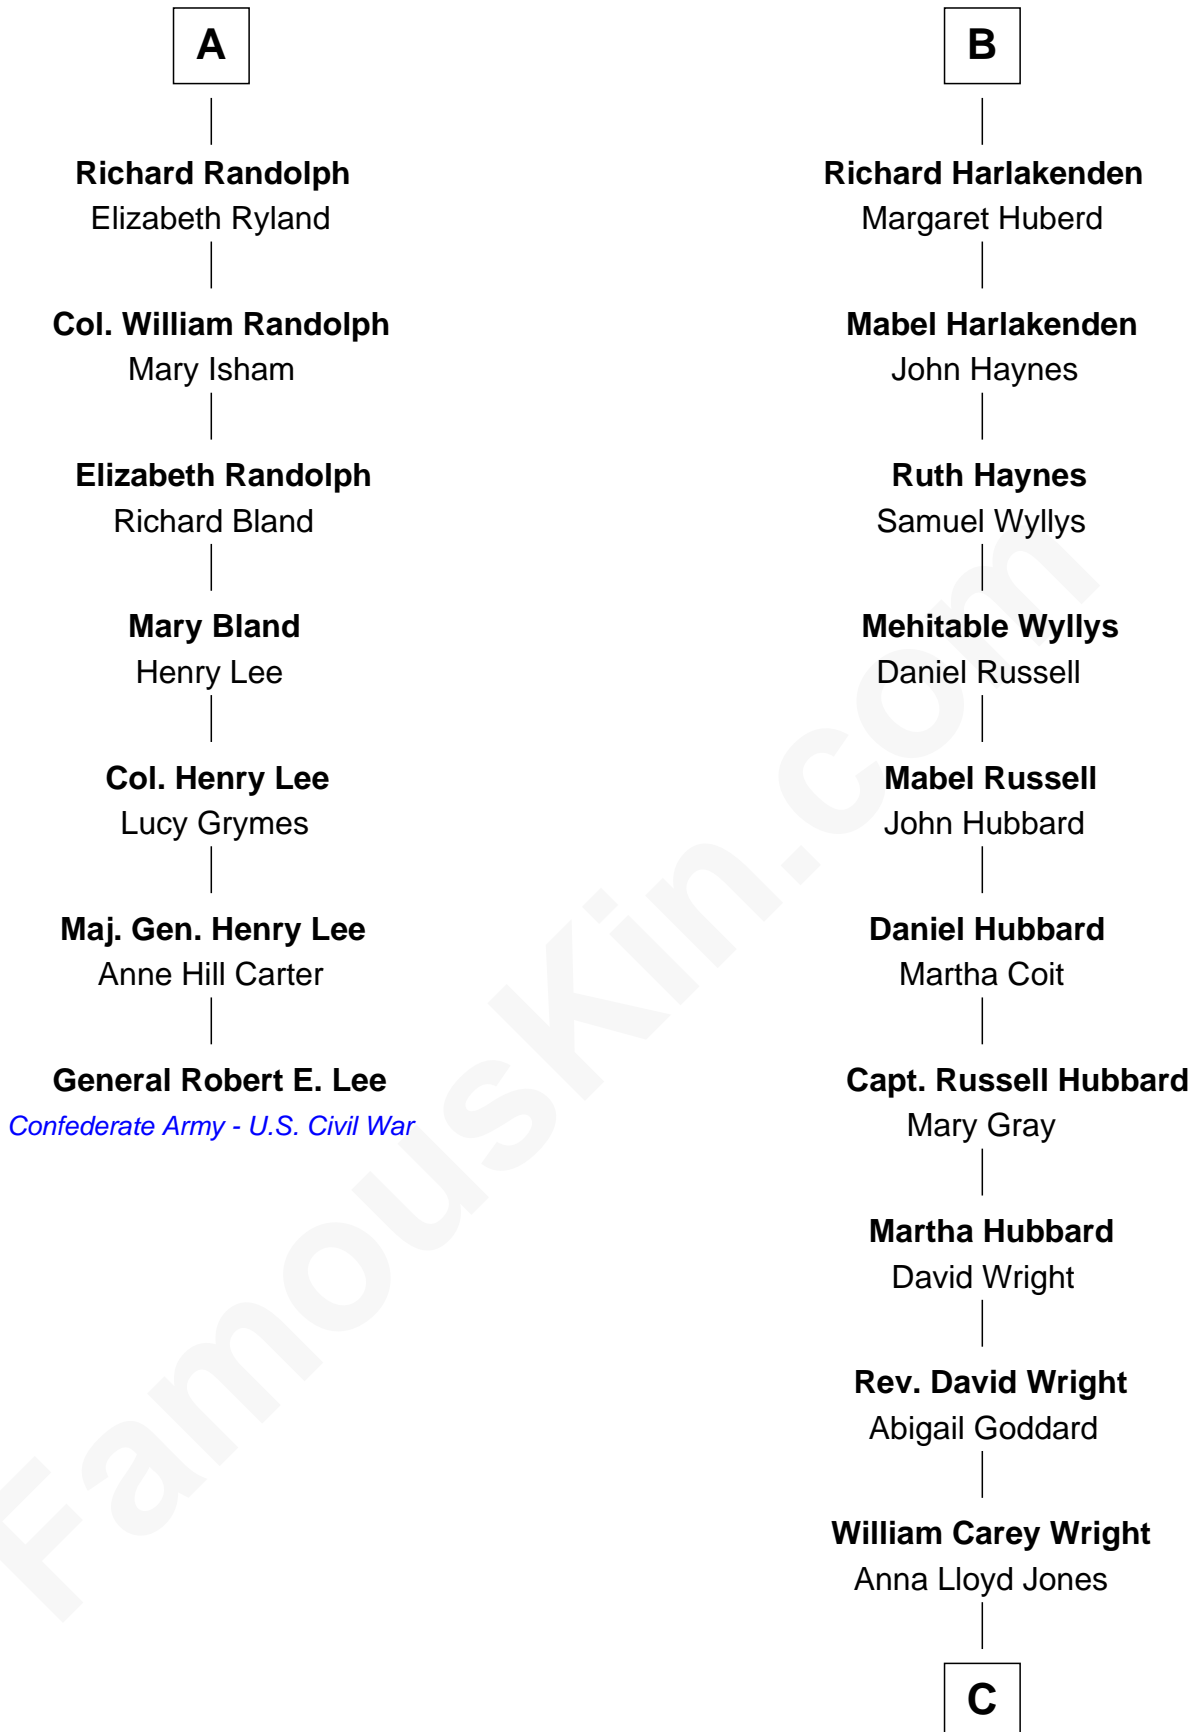 A
Richard Randolph
Elizabeth Ryland
Col. William Randolph
Mary Isham
Elizabeth Randolph
Richard Bland
Mary Bland
Henry Lee
Col. Henry Lee
Lucy Grymes
Maj. Gen. Henry Lee
Anne Hill Carter
General Robert E. Lee
Confederate Army - U.S. Civil War
B
Richard Harlakenden
Margaret Huberd
Mabel Harlakenden
John Haynes
Ruth Haynes
Samuel Wyllys
Mehitable Wyllys
Daniel Russell
Mabel Russell
John Hubbard
Daniel Hubbard
Martha Coit
Capt. Russell Hubbard
Mary Gray
Martha Hubbard
David Wright
Rev. David Wright
Abigail Goddard
William Carey Wright
Anna Lloyd Jones
C
FamousKin.com